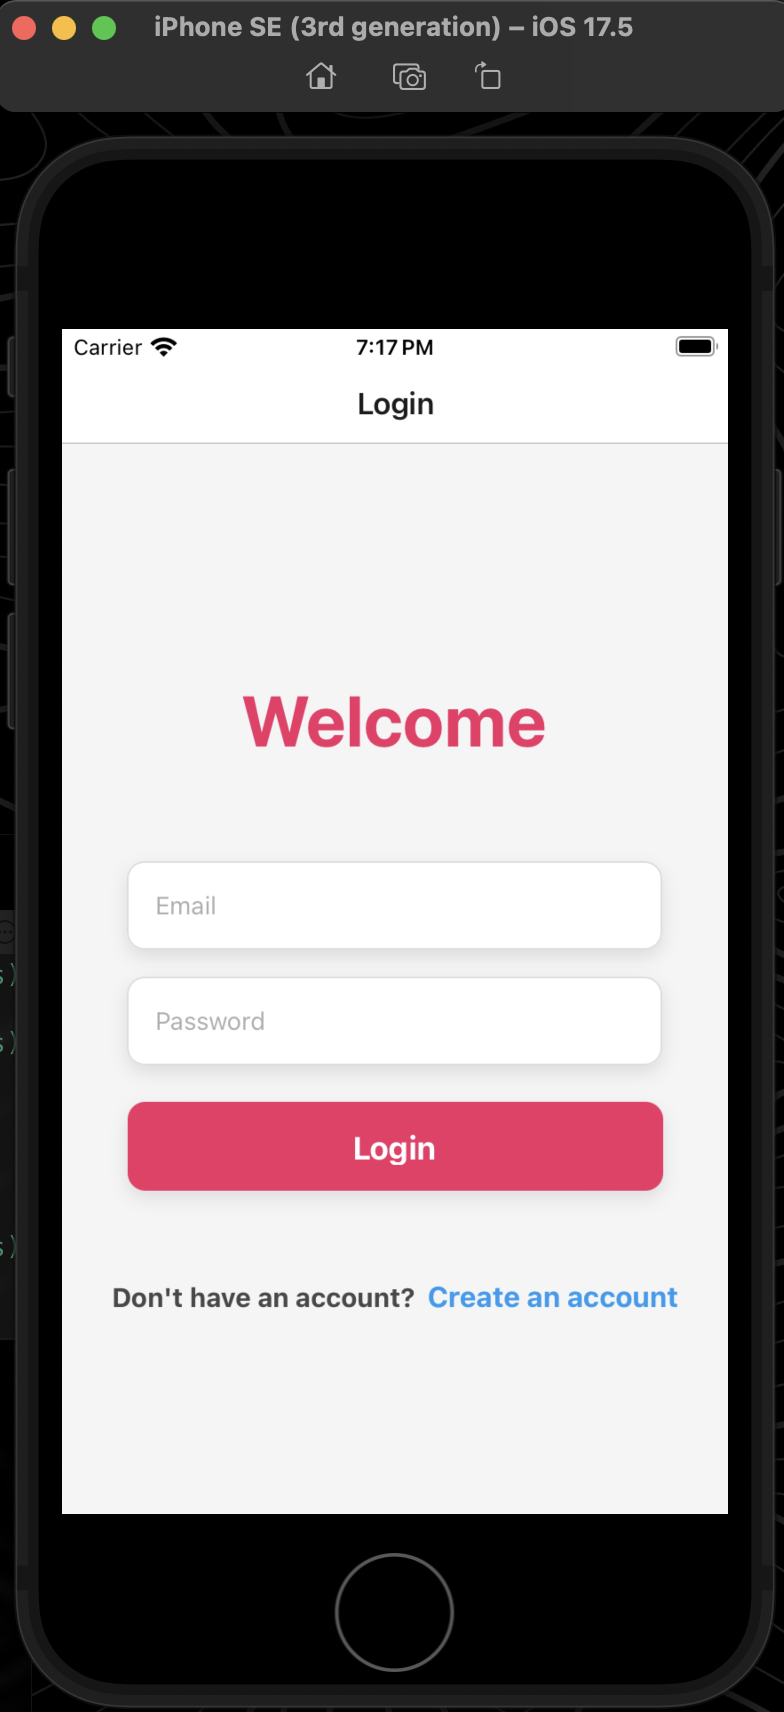 iPhone SE (3rd generation) – iOS 17.5
Carrier 7:17 PM
Login
Welcome
Email
Password
Login
Don't have an account? Create an account
s)
s)
s)